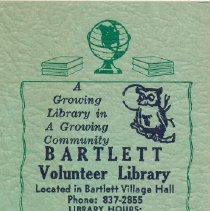 A
Growing
Library in
A Growing
Community
BARTLETT
Volunteer Library
Located in Bartlett Village Hall
Phone: 837-2855
LIBRARY HOURS: